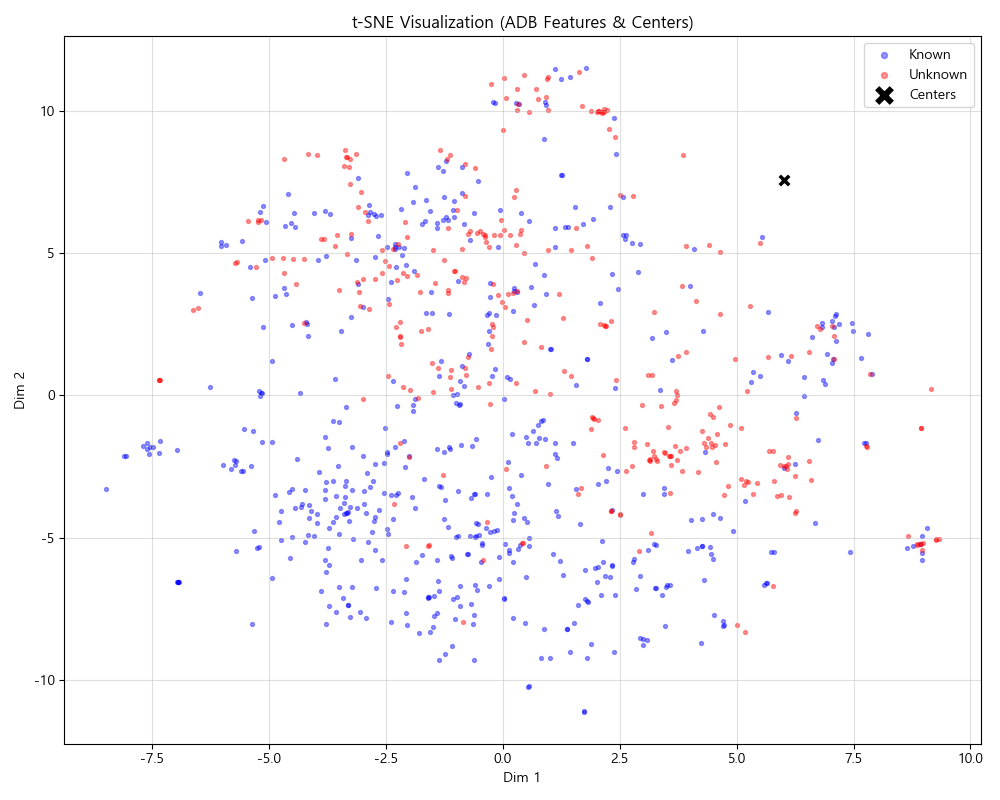 t-SNE Visualization (ADB Features & Centers)
Known
Unknown
Centers
10
5
0
-5
-10
Dim 2
-7.5 -5.0 -2.5 0.0 2.5 5.0 7.5 10.0
Dim 1